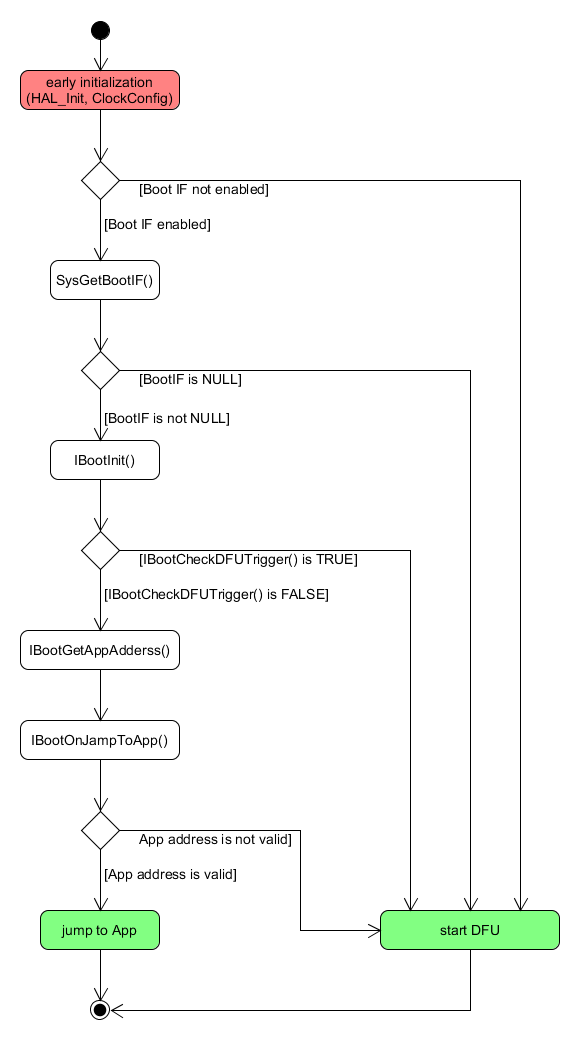 early initialization
(HAL_Init, ClockConfig)
[Boot IF not enabled]
[Boot IF enabled]
SysGetBootIF()
[BootIF is NULL]
[BootIF is not NULL]
IBootInit()
[IBootCheckDFUTrigger() is TRUE]
[IBootCheckDFUTrigger() is FALSE]
IBootGetAppAdderss()
IBootOnJampToApp()
App address is not valid]
[App address is valid]
jump to App
start DFU